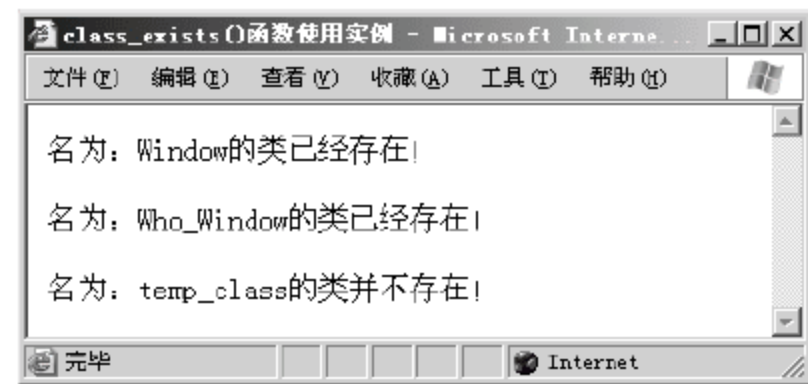 class_exists()函数使用实例 - Microsoft Interne...
文件(F) 编辑(E) 查看(V) 收藏(A) 工具(T) 帮助(H)
名为：Window的类已经存在!
名为：Who_Window的类已经存在!
名为：temp_class的类并不存在!
完毕 Internet